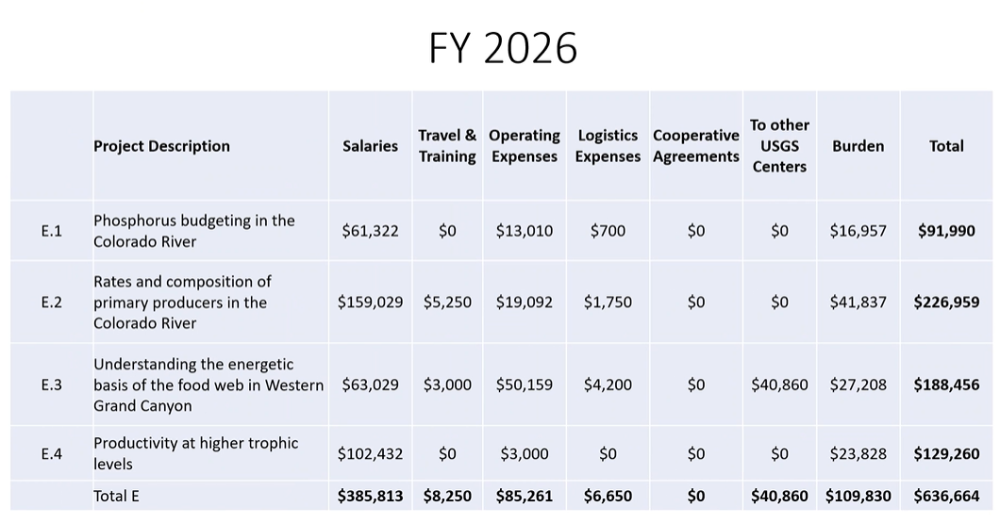 FY 2026
Project Description Salaries Travel & Training Operating Expenses Logistics Expenses Cooperative Agreements To other USGS Centers Burden Total
E.1 Phosphorus budgeting in the Colorado River $61,322 $0 $13,010 $700 $0 $0 $16,957 $91,990
E.2 Rates and composition of primary producers in the Colorado River $159,029 $5,250 $19,092 $1,750 $0 $0 $41,837 $226,959
E.3 Understanding the energetic basis of the food web in Western Grand Canyon $63,029 $3,000 $50,159 $4,200 $0 $40,860 $27,208 $188,456
E.4 Productivity at higher trophic levels $102,432 $0 $3,000 $0 $0 $0 $23,828 $129,260
Total E $385,813 $8,250 $85,261 $6,650 $0 $40,860 $109,830 $636,664